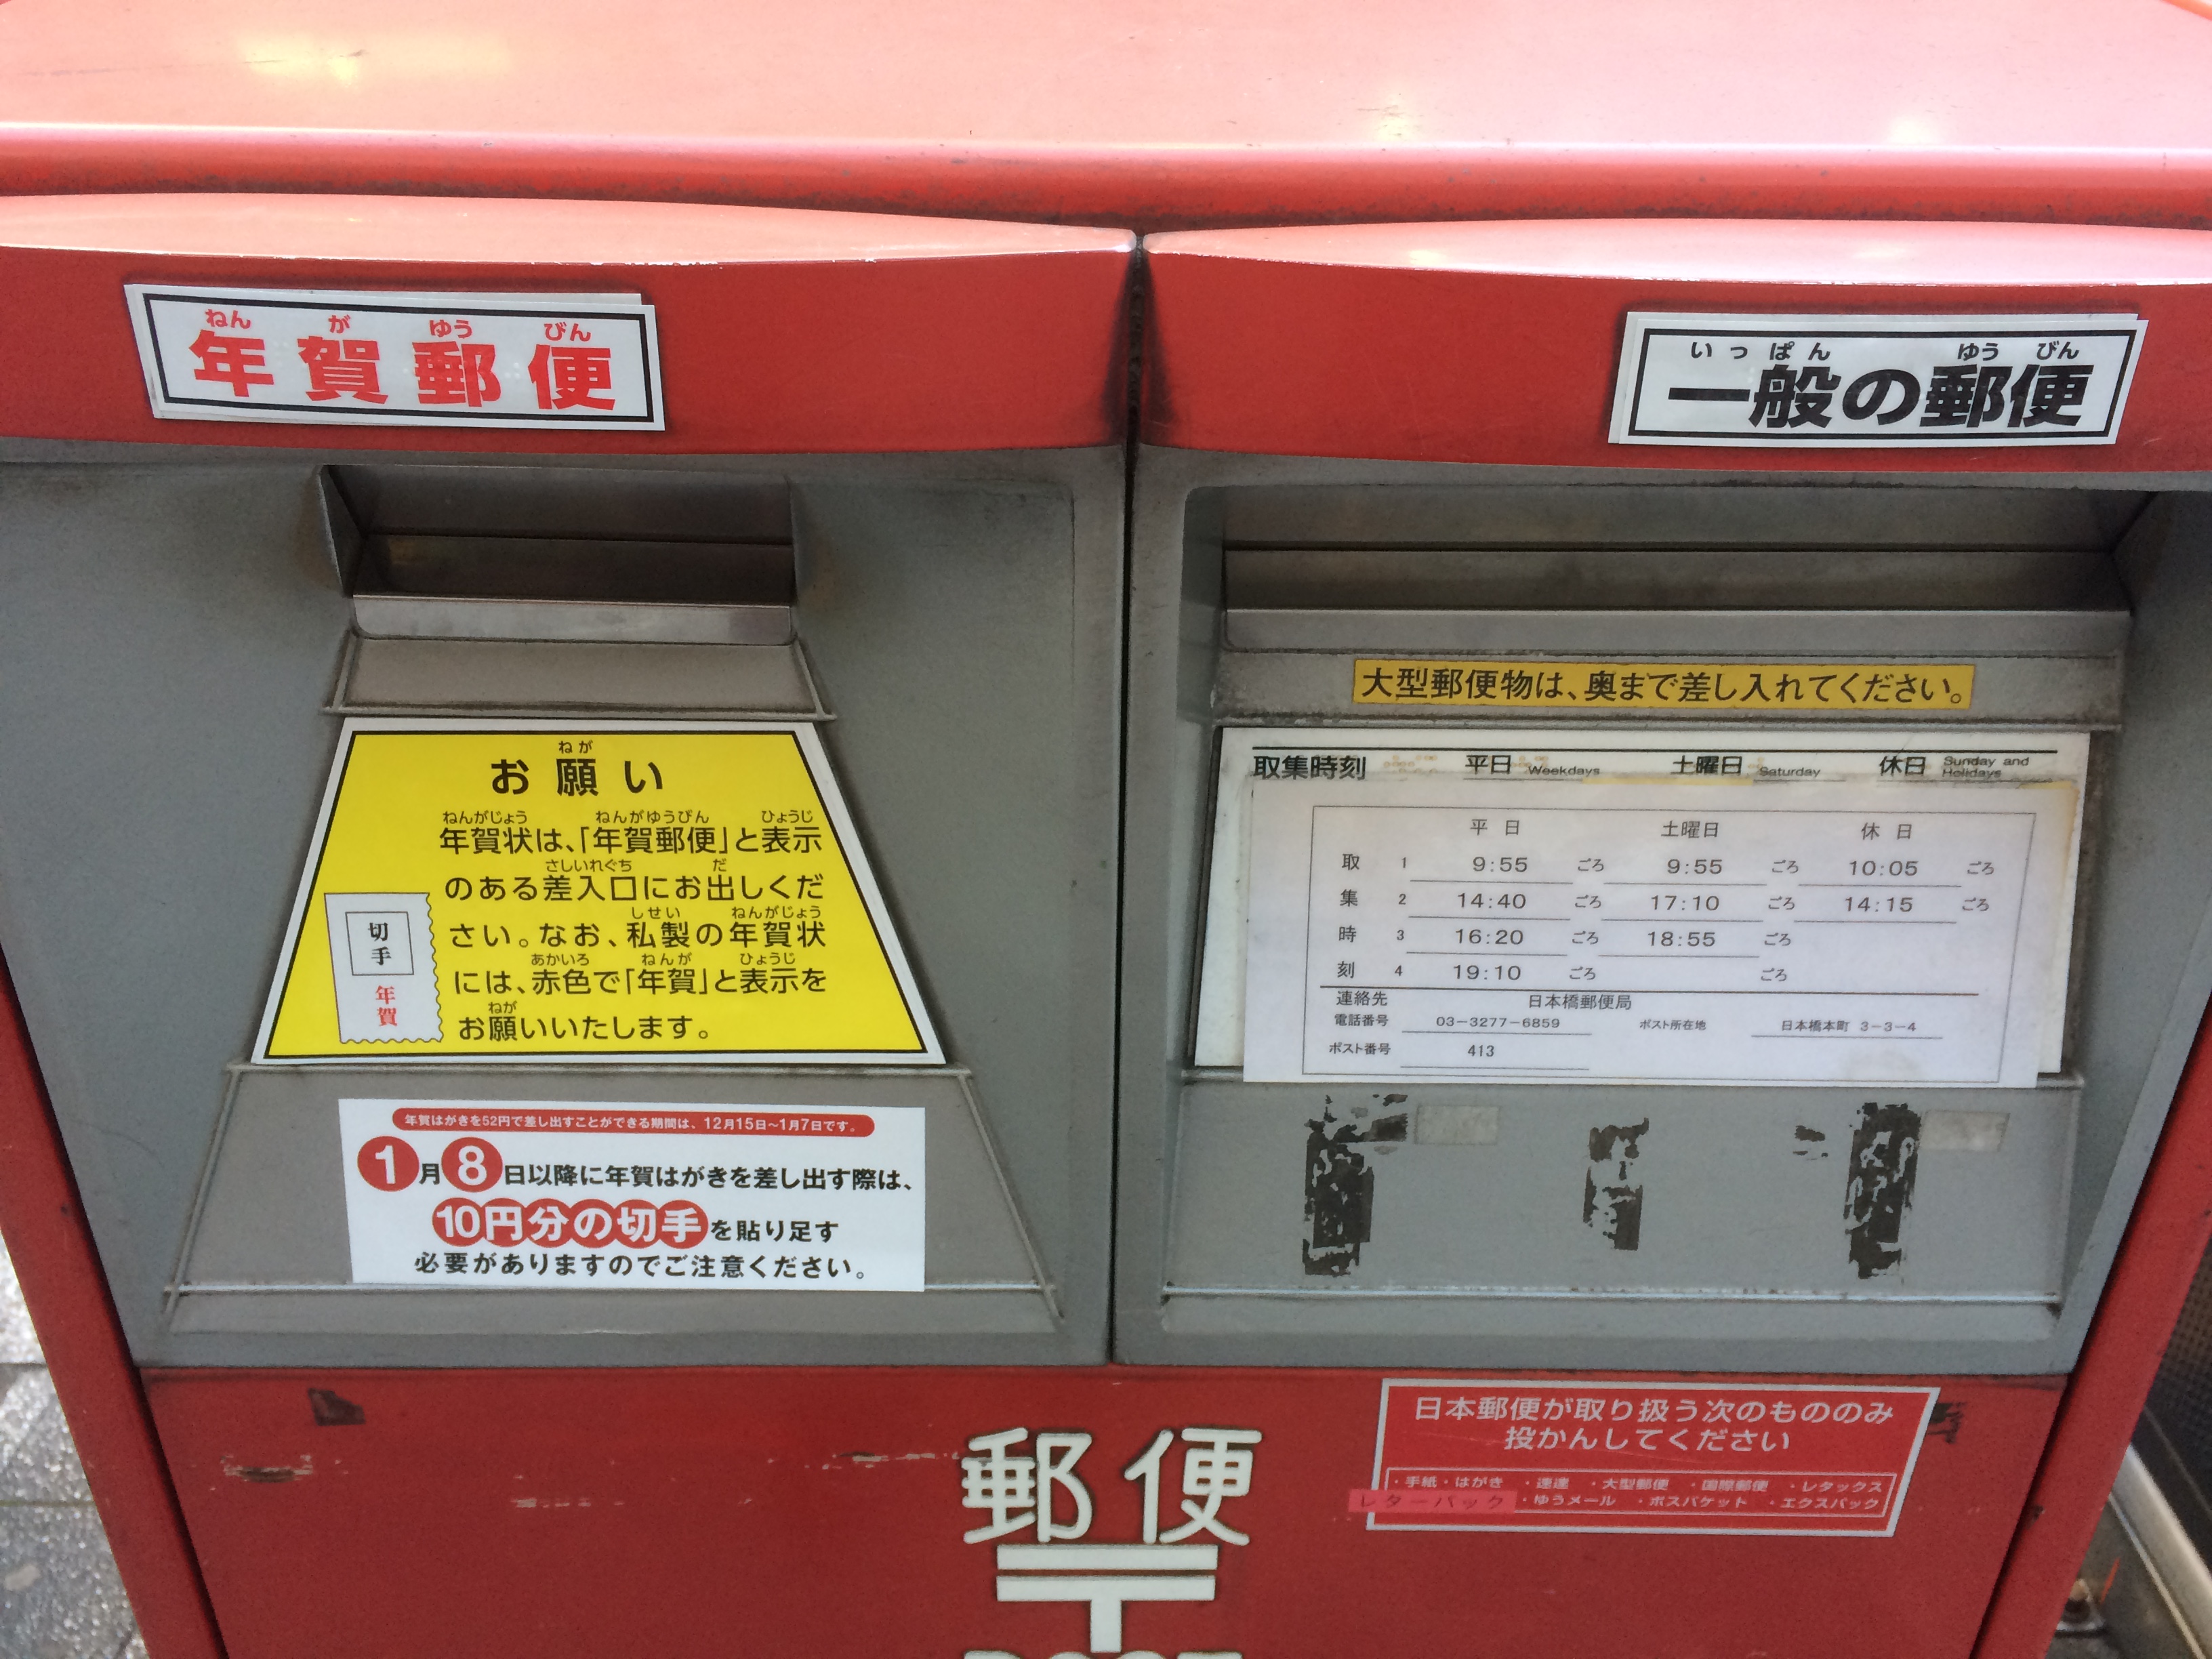 ねん が ゆう びん
年賀郵便
いっぱん ゆう びん
一般の郵便
大型郵便物は、奥まで差し入れてください。
ねが
お願い
ねんがじょう ねんがゆうびん ひょうじ
年賀状は、「年賀郵便」と表示
さしいれぐち だ
のある差入口にお出しくだ
しせい ねんがじょう
さい。なお、私製の年賀状
あかいろ ねんが ひょうじ
には、赤色で「年賀」と表示を
ねが
お願いいたします。
切手
年賀
年賀はがきを52円で差し出すことができる期間は、12月15日〜1月7日です。
1月8日以降に年賀はがきを差し出す際は、
10円分の切手を貼り足す
必要がありますのでご注意ください。
取集時刻 平日 Weekdays 土曜日 Saturday 休日 Sunday and Holidays
平日 土曜日 休日
取 1 9:55 ごろ 9:55 ごろ 10:05 ごろ
集 2 14:40 ごろ 17:10 ごろ 14:15 ごろ
時 3 16:20 ごろ 18:55 ごろ
刻 4 19:10 ごろ ごろ
連絡先 日本橋郵便局
電話番号 03-3277-6859 ポスト所在地 日本橋本町 3-3-4
ポスト番号 413
日本郵便が取り扱う次のもののみ
投かんしてください
・手紙・はがき ・速達 ・大型郵便 ・国際郵便 ・レタックス
レターパック ・ゆうメール ・ポスパケット ・エクスパック
郵便
〒